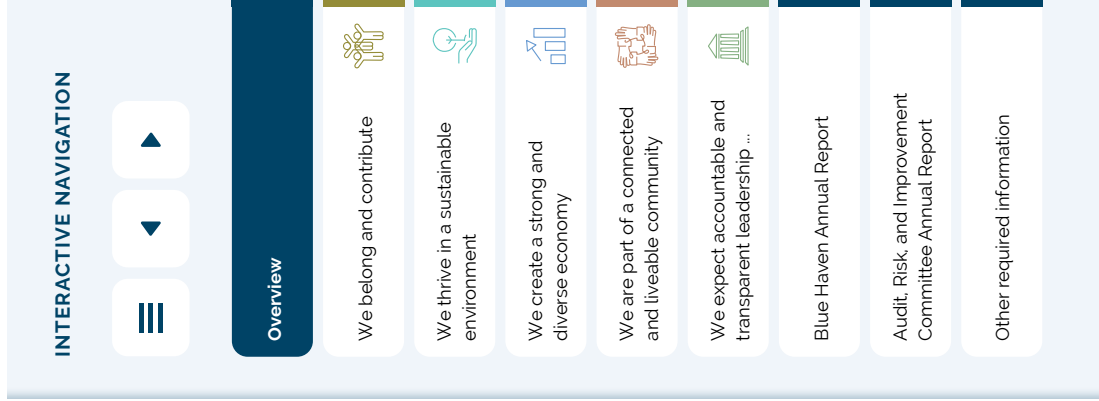 INTERACTIVE NAVIGATION
Overview
We belong and contribute
We thrive in a sustainable
environment
We create a strong and
diverse economy
We are part of a connected
and liveable community
We expect accountable and
transparent leadership ...
Blue Haven Annual Report
Audit, Risk, and Improvement
Committee Annual Report
Other required information